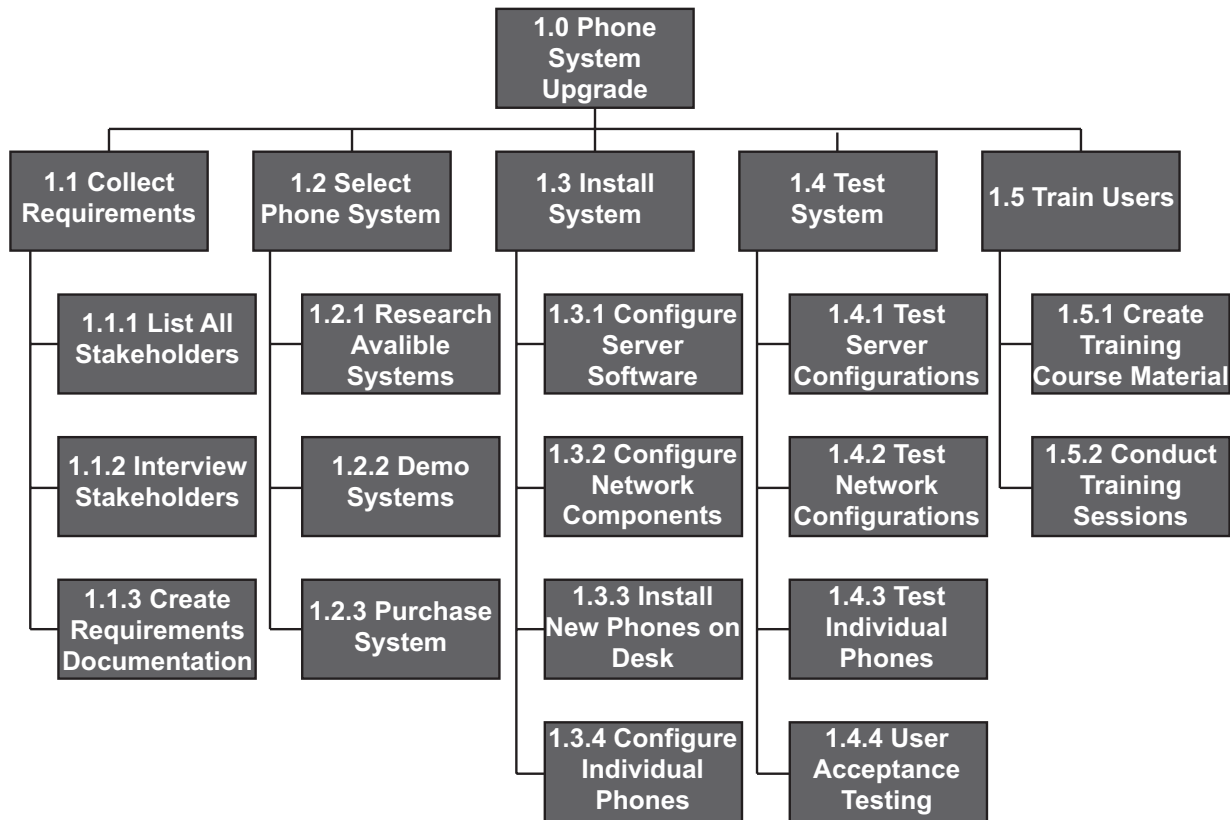 1.0 Phone
System
Upgrade
1.1 Collect
Requirements
1.2 Select
Phone System
1.3 Install
System
1.4 Test
System
1.5 Train Users
1.1.1 List All
Stakeholders
1.2.1 Research
Avalible
Systems
1.3.1 Configure
Server
Software
1.4.1 Test
Server
Configurations
1.5.1 Create
Training
Course Material
1.1.2 Interview
Stakeholders
1.2.2 Demo
Systems
1.3.2 Configure
Network
Components
1.4.2 Test
Network
Configurations
1.5.2 Conduct
Training
Sessions
1.1.3 Create
Requirements
Documentation
1.2.3 Purchase
System
1.3.3 Install
New Phones on
Desk
1.4.3 Test
Individual
Phones
1.3.4 Configure
Individual
Phones
1.4.4 User
Acceptance
Testing